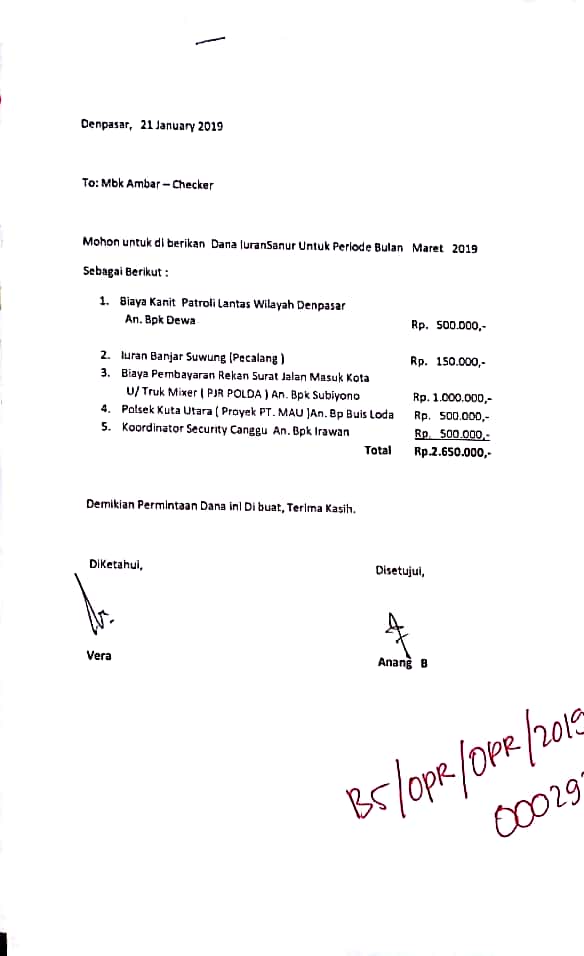 Denpasar, 21 January 2019
To: Mbk Ambar – Checker
Mohon untuk di berikan Dana IuranSanur Untuk Periode Bulan Maret 2019
Sebagai Berikut :
1. Biaya Kanit Patroli Lantas Wilayah Denpasar
An. Bpk Dewa Rp. 500.000,-
2. Iuran Banjar Suwung (Pecalang ) Rp. 150.000,-
3. Biaya Pembayaran Rekan Surat Jalan Masuk Kota
U/ Truk Mixer ( PJR POLDA ) An. Bpk Subiyono Rp. 1.000.000,-
4. Polsek Kuta Utara ( Proyek PT. MAU )An. Bp Buis Loda Rp. 500.000,-
5. Koordinator Security Canggu An. Bpk Irawan Rp. 500.000,-
Total Rp.2.650.000,-
Demikian Permintaan Dana ini Di buat, Terima Kasih.
DiKetahui, Disetujui,
Vera Anang B
BS/OPR/OPR/2019
00029